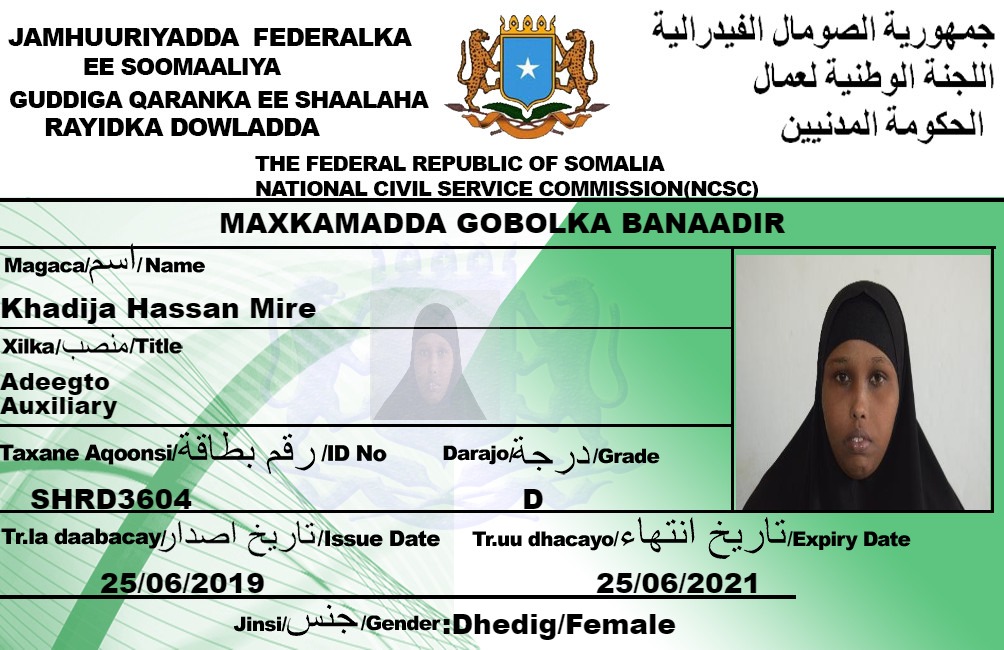 JAMHUURIYADDA FEDERALKA
EE SOOMAALIYA
GUDDIGA QARANKA EE SHAALAHA
RAYIDKA DOWLADDA
جمهورية الصومال الفيدرالية
اللجنة الوطنية لعمال
الحكومة المدنيين
THE FEDERAL REPUBLIC OF SOMALIA
NATIONAL CIVIL SERVICE COMMISSION(NCSC)
MAXKAMADDA GOBOLKA BANAADIR
Magaca/اسم/Name
Khadija Hassan Mire
Xilka/منصب/Title
Adeegto
Auxiliary
Taxane Aqoonsi/رقم بطاقة/ID No Darajo/درجة/Grade
SHRD3604 D
Tr.la daabacay/تاريخ اصدار/Issue Date Tr.uu dhacayo/تاريخ انتهاء/Expiry Date
25/06/2019 25/06/2021
Jinsi/جنس/Gender:Dhedig/Female